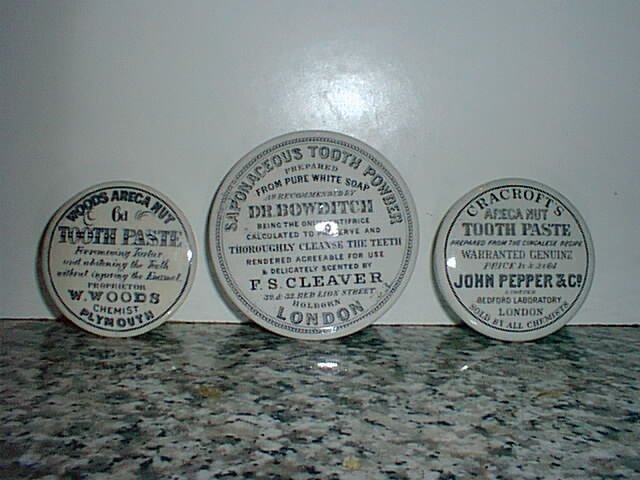 WOODS ARECA NUT
6d
TOOTH PASTE
For removing Tartar
and whitening the Teeth
without injuring the Enamel.
PROPRIETOR
W. WOODS
CHEMIST
PLYMOUTH
SAPONACEOUS TOOTH POWDER
PREPARED
FROM PURE WHITE SOAP
AS RECOMMENDED BY
DR. BOWDITCH
BEING THE ONLY DENTIFRICE
CALCULATED TO PRESERVE AND
THOROUGHLY CLEANSE THE TEETH
RENDERED AGREEABLE FOR USE
& DELICATELY SCENTED BY
F. S. CLEAVER
RED LION STREET
HOLBORN
LONDON
CRACROFT'S
ARECA NUT
TOOTH PASTE
PREPARED FROM THE CINGALESE RECIPE
WARRANTED GENUINE
PRICE 1s & 2s6d
JOHN PEPPER & Co
BEDFORD LABORATORY
LONDON
SOLD BY ALL CHEMISTS